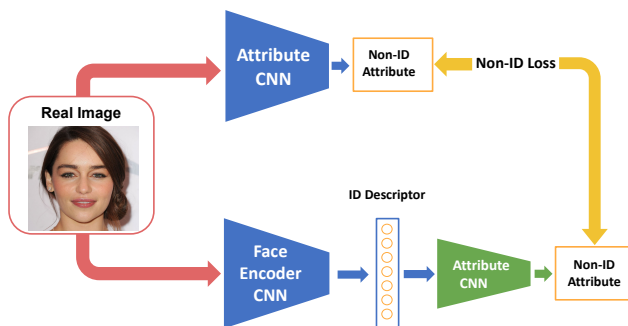 Attribute
CNN
Non-ID
Attribute
Non-ID Loss
Real Image
ID Descriptor
Face
Encoder
CNN
Attribute
CNN
Non-ID
Attribute